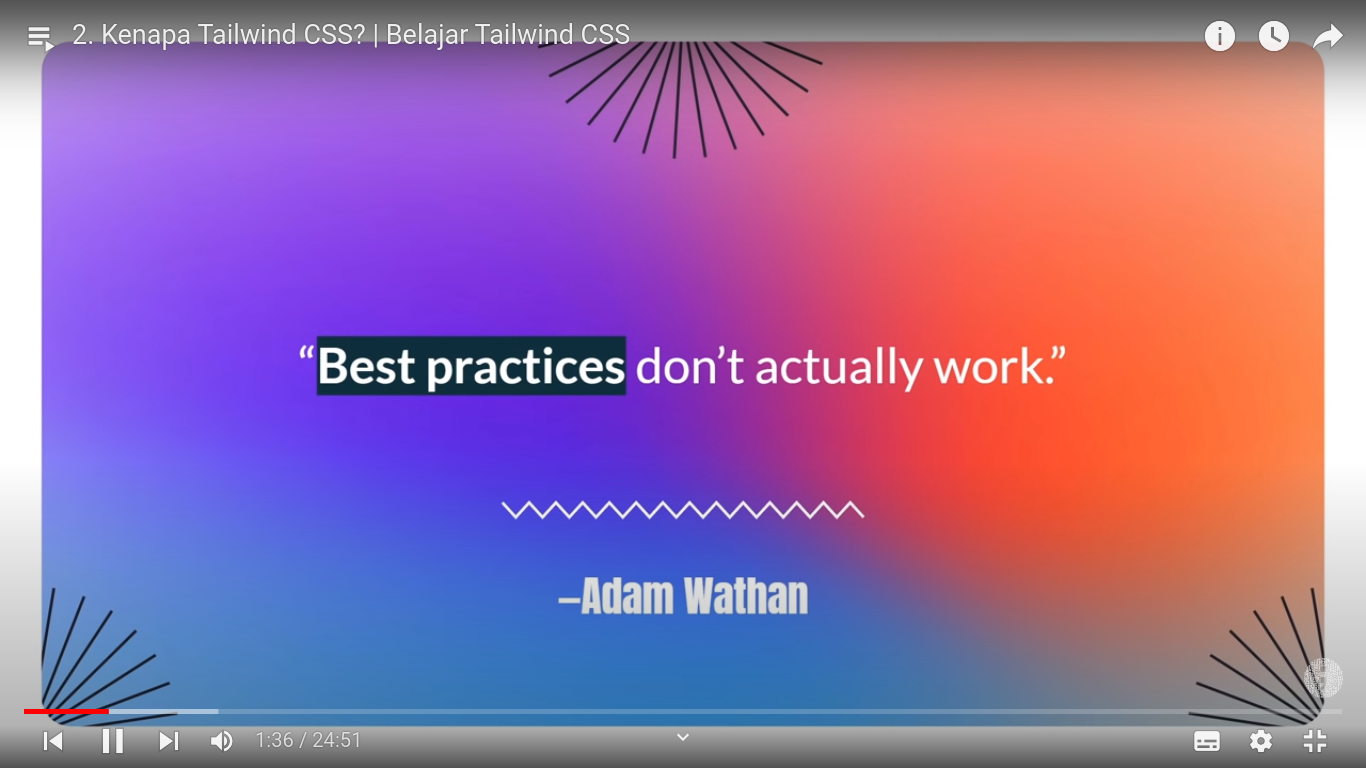 2. Kenapa Tailwind CSS? | Belajar Tailwind CSS
“Best practices don’t actually work.”
–Adam Wathan
1:36 / 24:51